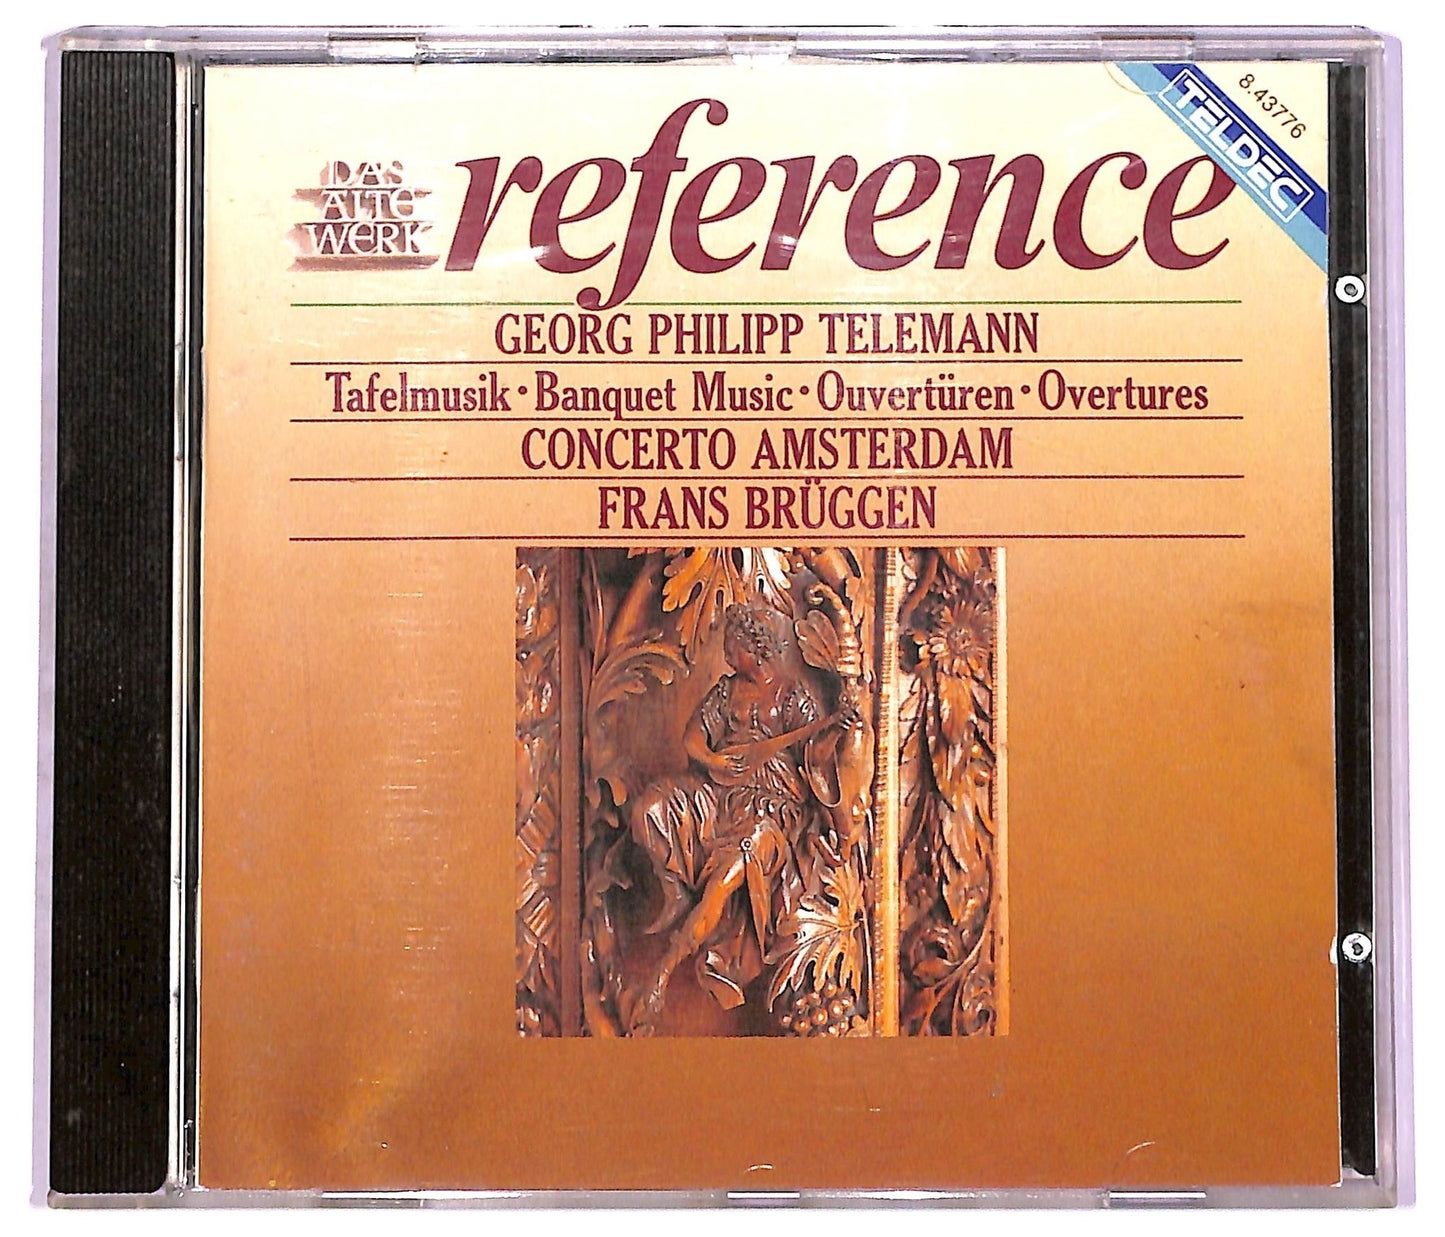 8.43776
TELDEC
DAS
ALTE
WERK
reference
GEORG PHILIPP TELEMANN
Tafelmusik · Banquet Music · Ouvertüren · Overtures
CONCERTO AMSTERDAM
FRANS BRÜGGEN